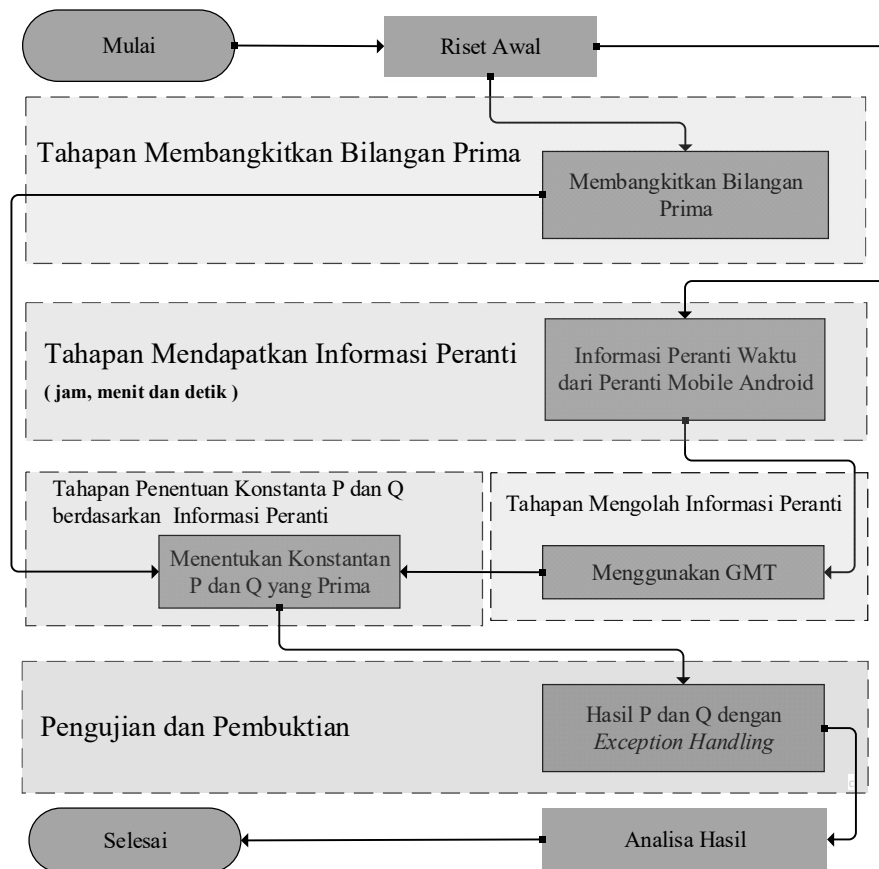 Mulai
Riset Awal
Tahapan Membangkitkan Bilangan Prima
Membangkitkan Bilangan
Prima
Tahapan Mendapatkan Informasi Peranti
( jam, menit dan detik )
Informasi Peranti Waktu
dari Peranti Mobile Android
Tahapan Penentuan Konstanta P dan Q
berdasarkan Informasi Peranti
Menentukan Konstantan
P dan Q yang Prima
Tahapan Mengolah Informasi Peranti
Menggunakan GMT
Pengujian dan Pembuktian
Hasil P dan Q dengan
Exception Handling
Selesai
Analisa Hasil